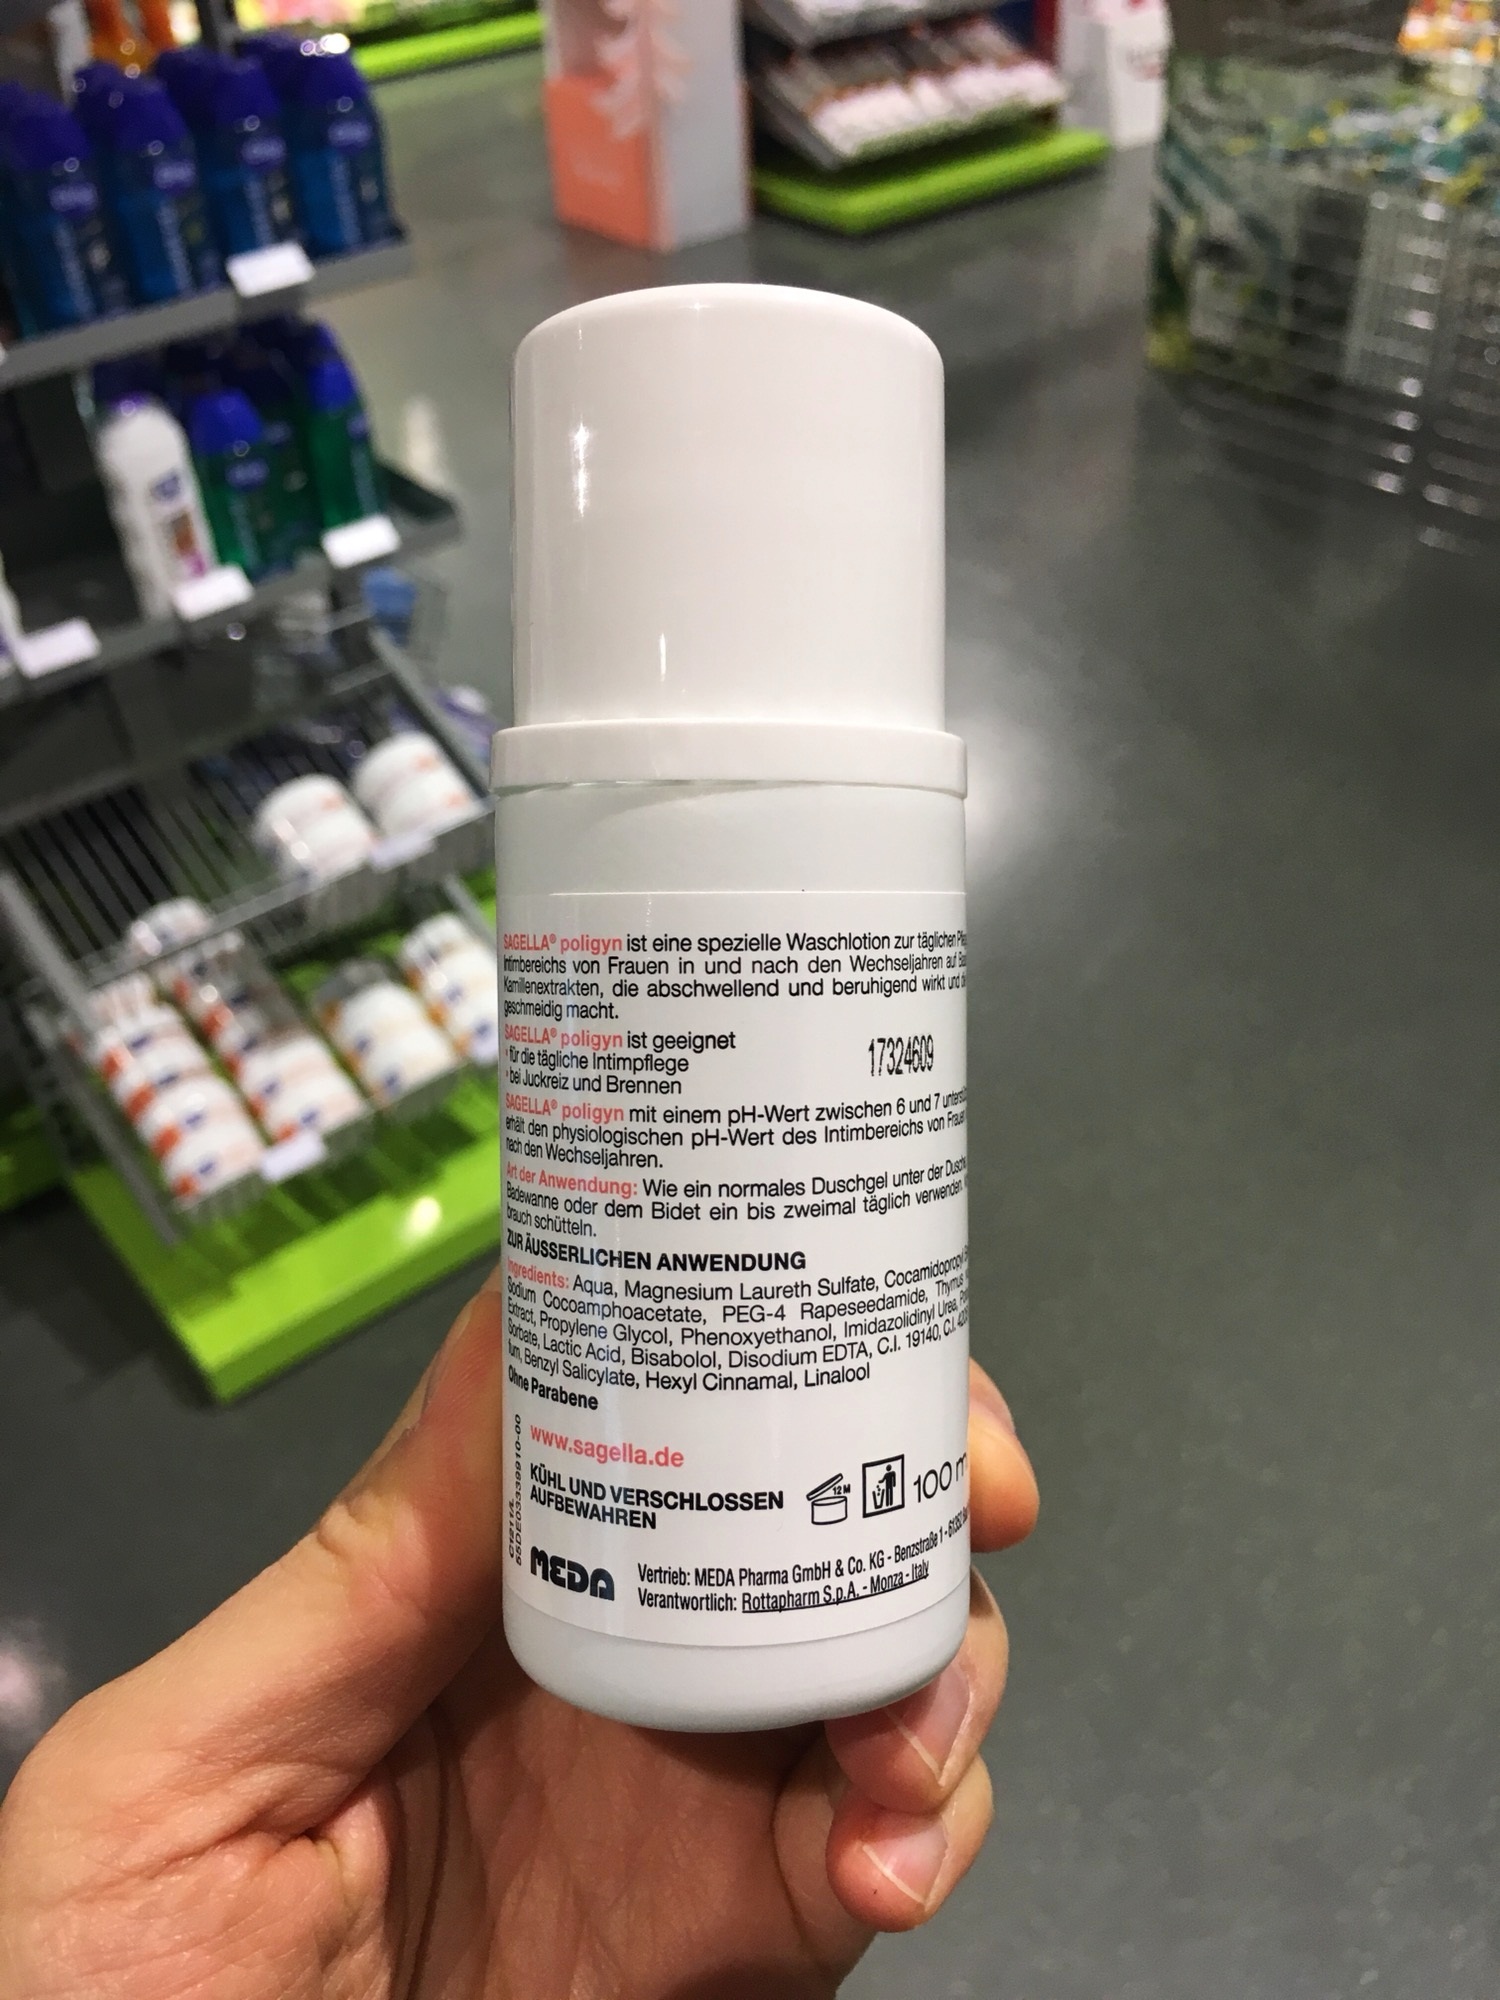 SAGELLA® poligyn ist eine spezielle Waschlotion zur täglichen
Intimbereichs von Frauen in und nach den Wechseljahren auf
Kamillenextrakten, die abschwellend und beruhigend wirkt und
geschmeidig macht.
SAGELLA® poligyn ist geeignet
• für die tägliche Intimpflege
• bei Juckreiz und Brennen
17324609
SAGELLA® poligyn mit einem pH-Wert zwischen 6 und 7
erhält den physiologischen pH-Wert des Intimbereichs von
nach den Wechseljahren.
Art der Anwendung: Wie ein normales Duschgel unter der
Badewanne oder dem Bidet ein bis zweimal täglich verwenden.
brauch schütteln.
ZUR ÄUSSERLICHEN ANWENDUNG
Ingredients: Aqua, Magnesium Laureth Sulfate,
Sodium Cocoamphoacetate, PEG-4 Rapeseedamide, Thymus
Extract, Propylene Glycol, Phenoxyethanol, Imidazolidinyl Urea,
Sorbate, Lactic Acid, Bisabolol, Disodium EDTA, C.I. 19140, C.I.
tum, Benzyl Salicylate, Hexyl Cinnamal, Linalool
Ohne Parabene
www.sagella.de
KÜHL UND VERSCHLOSSEN
AUFBEWAHREN
12 M
100
MEDA
Vertrieb: MEDA Pharma GmbH & Co. KG - Benzstraße 1 - 61352
Verantwortlich: Rottapharm S.p.A. - Monza - Italy